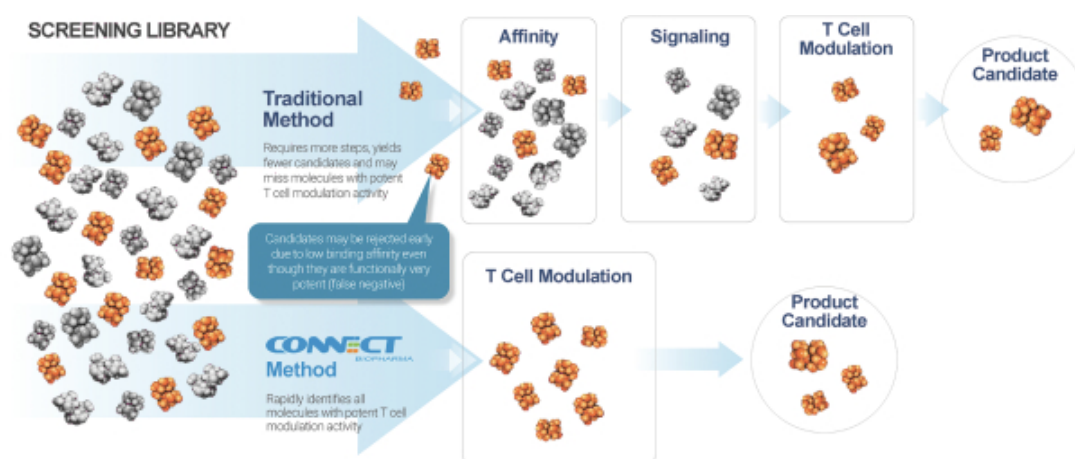 SCREENING LIBRARY
Traditional
Method
Requires more steps, yields
fewer candidates and may
miss molecules with potent
T cell modulation activity
Candidates may be rejected early
due to low binding affinity even
though they are functionally very
potent (false negative)
Affinity
Signaling
T Cell
Modulation
Product
Candidate
CONNECT
BIOPHARMA
Method
Rapidly identifies all
molecules with potent T cell
modulation activity
T Cell Modulation
Product
Candidate